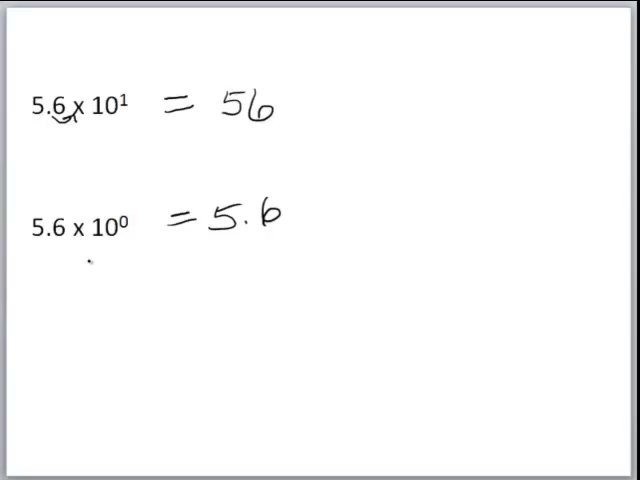 5.6 x 10¹ = 56
5.6 x 10⁰ = 5.6